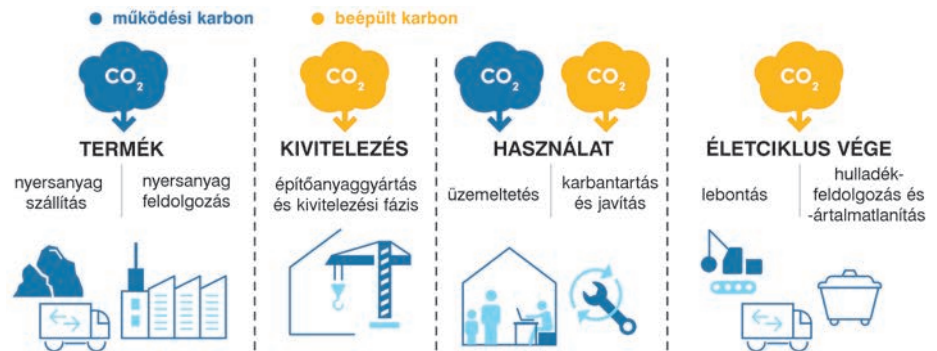 működési karbon
beépült karbon
CO2
CO2
CO2
CO2
CO2
TERMÉK
KIVITELEZÉS
HASZNÁLAT
ÉLETCIKLUS VÉGE
nyersanyag
szállítás
nyersanyag
feldolgozás
építőanyaggyártás
és kivitelezési fázis
üzemeltetés
karbantartás
és javítás
lebontás
hulladék-
feldolgozás és
-ártalmatlanítás